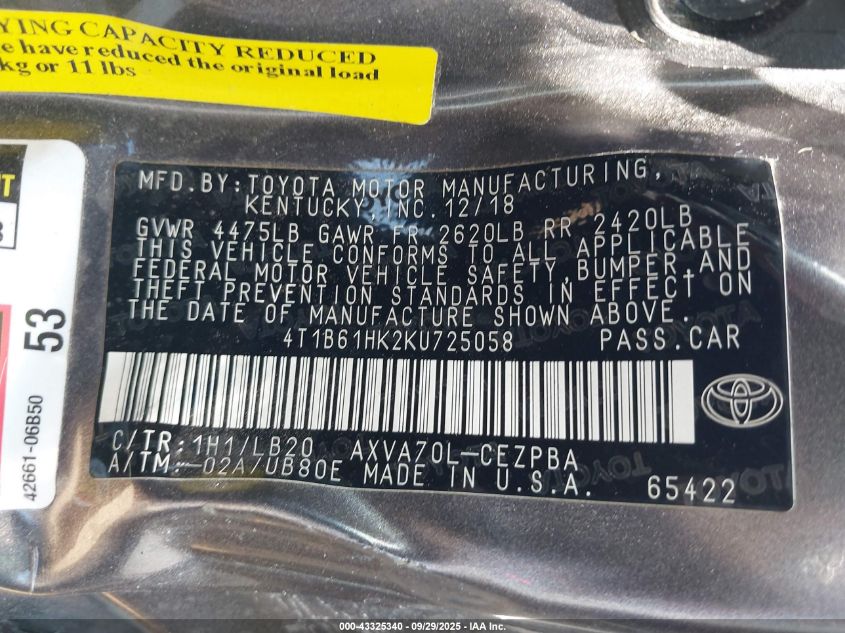 YING CAPACITY REDUCED
e have reduced the original load
kg or 11 lbs
53
42661-06B50
MFD.BY:TOYOTA MOTOR MANUFACTURING,
KENTUCKY,INC.12/18
GVWR 4475LB GAWR FR 2620LB RR 2420LB
THIS VEHICLE CONFORMS TO ALL APPLICABLE
FEDERAL MOTOR VEHICLE SAFETY,BUMPER,AND
THEFT PREVENTION STANDARDS IN EFFECT ON
THE DATE OF MANUFACTURE SHOWN ABOVE.
4T1B61HK2KU725058 PASS.CAR
C/TR:1H1/LB20 AXVA70L-CEZPBA
A/TM:-02A/UB80E MADE IN U.S.A. 65422
000-43325340 - 09/29/2025 - IAA Inc.